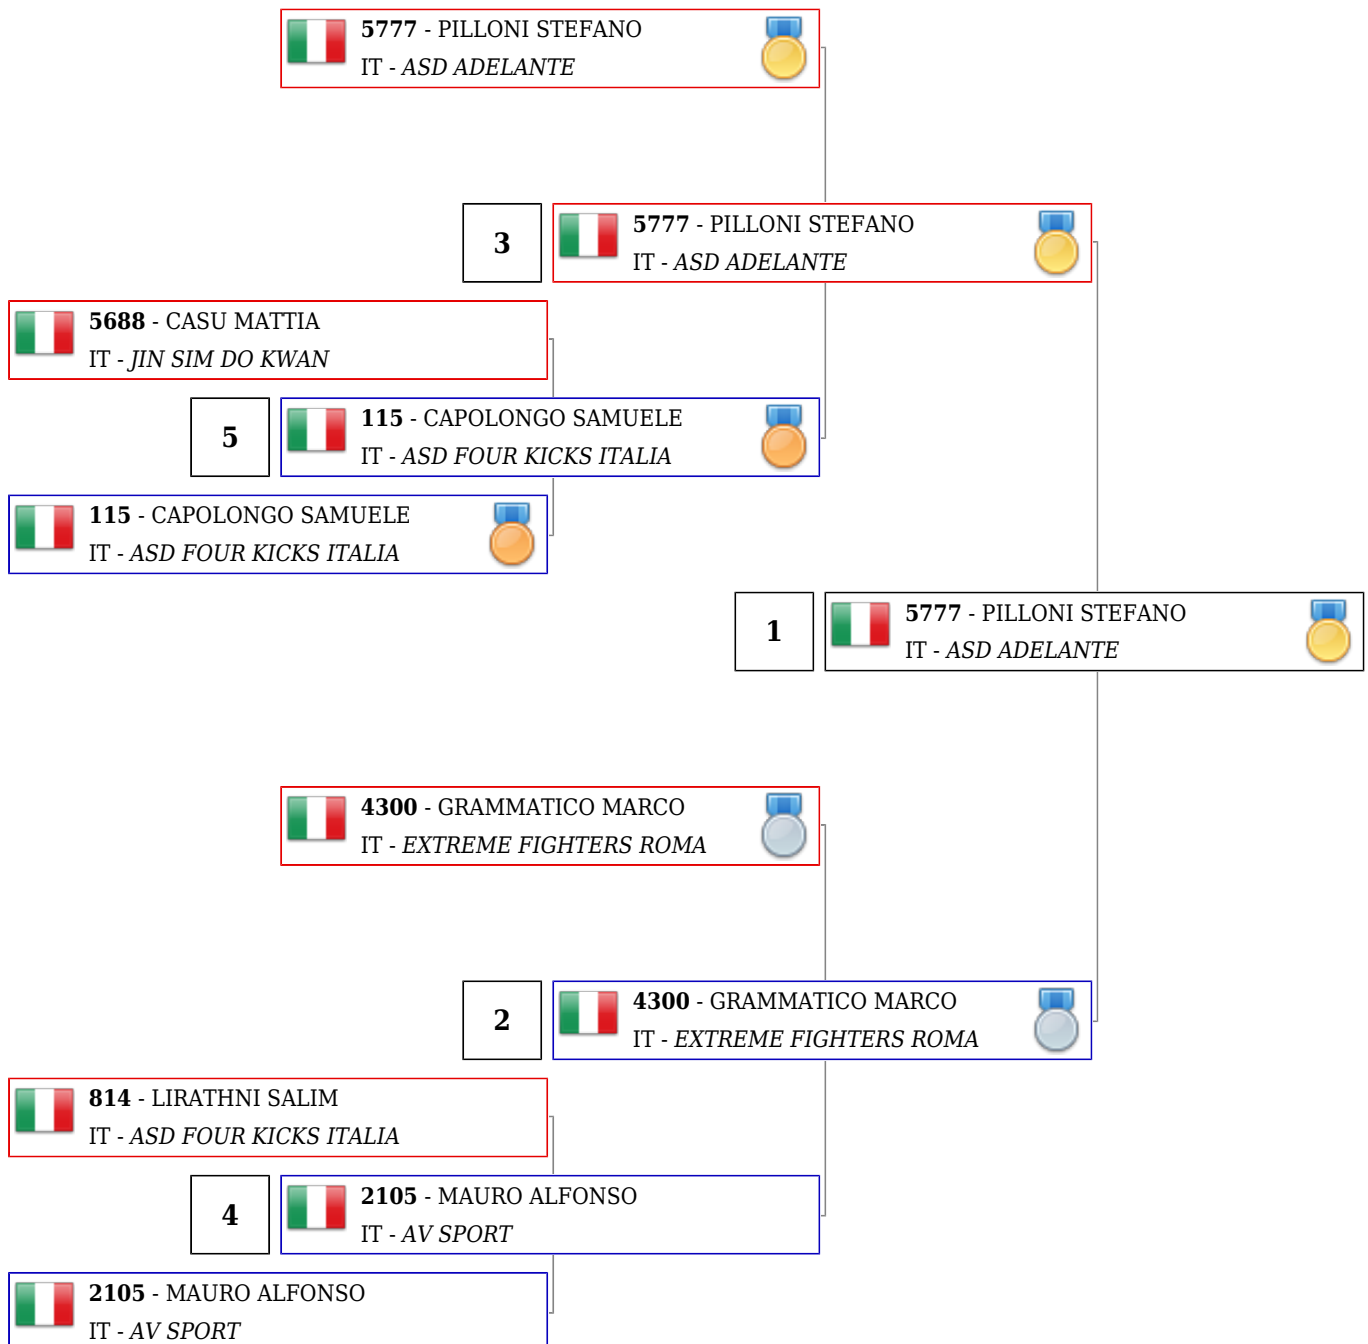 5777 - PILLONI STEFANO
IT - ASD ADELANTE
3
5777 - PILLONI STEFANO
IT - ASD ADELANTE
5688 - CASU MATTIA
IT - JIN SIM DO KWAN
5
115 - CAPOLONGO SAMUELE
IT - ASD FOUR KICKS ITALIA
115 - CAPOLONGO SAMUELE
IT - ASD FOUR KICKS ITALIA
1
5777 - PILLONI STEFANO
IT - ASD ADELANTE
4300 - GRAMMATICO MARCO
IT - EXTREME FIGHTERS ROMA
2
4300 - GRAMMATICO MARCO
IT - EXTREME FIGHTERS ROMA
814 - LIRATHNI SALIM
IT - ASD FOUR KICKS ITALIA
4
2105 - MAURO ALFONSO
IT - AV SPORT
2105 - MAURO ALFONSO
IT - AV SPORT